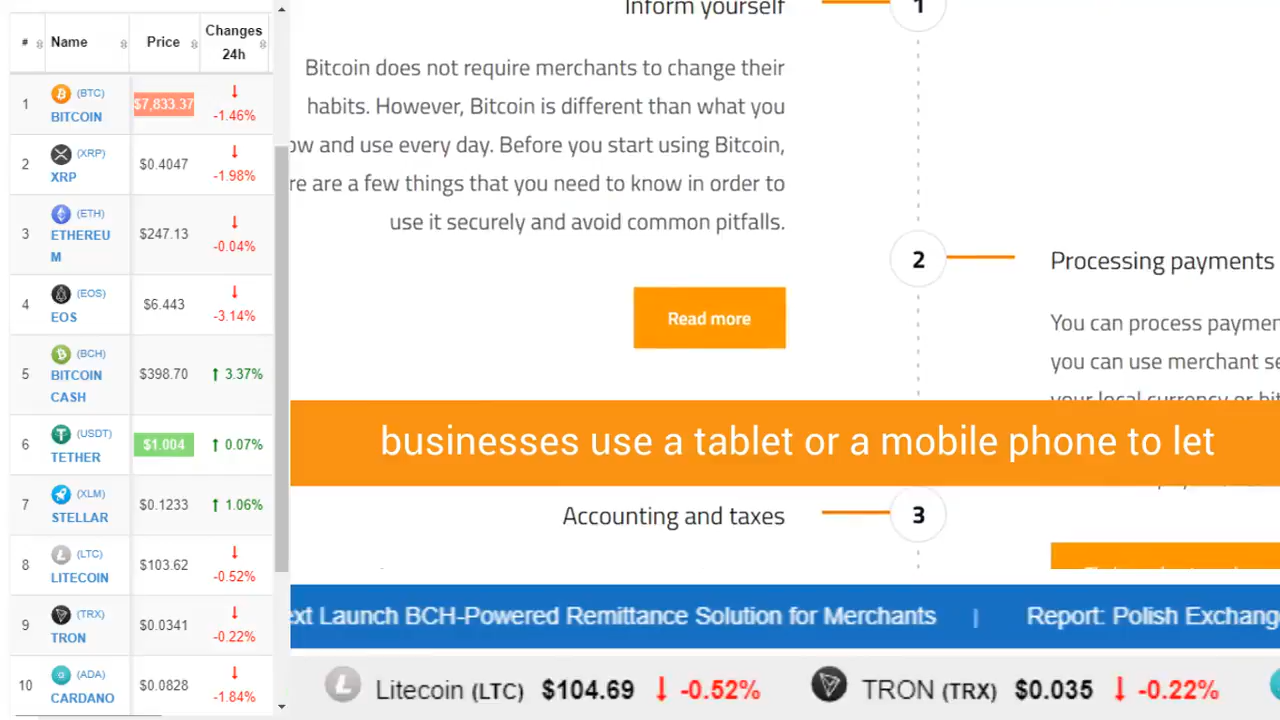 # Name Price Changes 24h
1 (BTC) BITCOIN $7,833.37 -1.46%
2 (XRP) XRP $0.4047 -1.98%
3 (ETH) ETHEREUM $247.13 -0.04%
4 (EOS) EOS $6.443 -3.14%
5 (BCH) BITCOIN CASH $398.70 3.37%
6 (USDT) TETHER $1.004 0.07%
7 (XLM) STELLAR $0.1233 1.06%
8 (LTC) LITECOIN $103.62 -0.52%
9 (TRX) TRON $0.0341 -0.22%
10 (ADA) CARDANO $0.0828 -1.84%
Inform yourself
1
Bitcoin does not require merchants to change their
habits. However, Bitcoin is different than what you
and use every day. Before you start using Bitcoin,
are a few things that you need to know in order to
use it securely and avoid common pitfalls.
Read more
2
Processing payments
You can process
you can use merchant
your local currency or
businesses use a tablet or a mobile phone to let
Accounting and taxes
3
Launch BCH-Powered Remittance Solution for Merchants | Report: Polish
Litecoin (LTC) $104.69 -0.52% TRON (TRX) $0.035 -0.22%